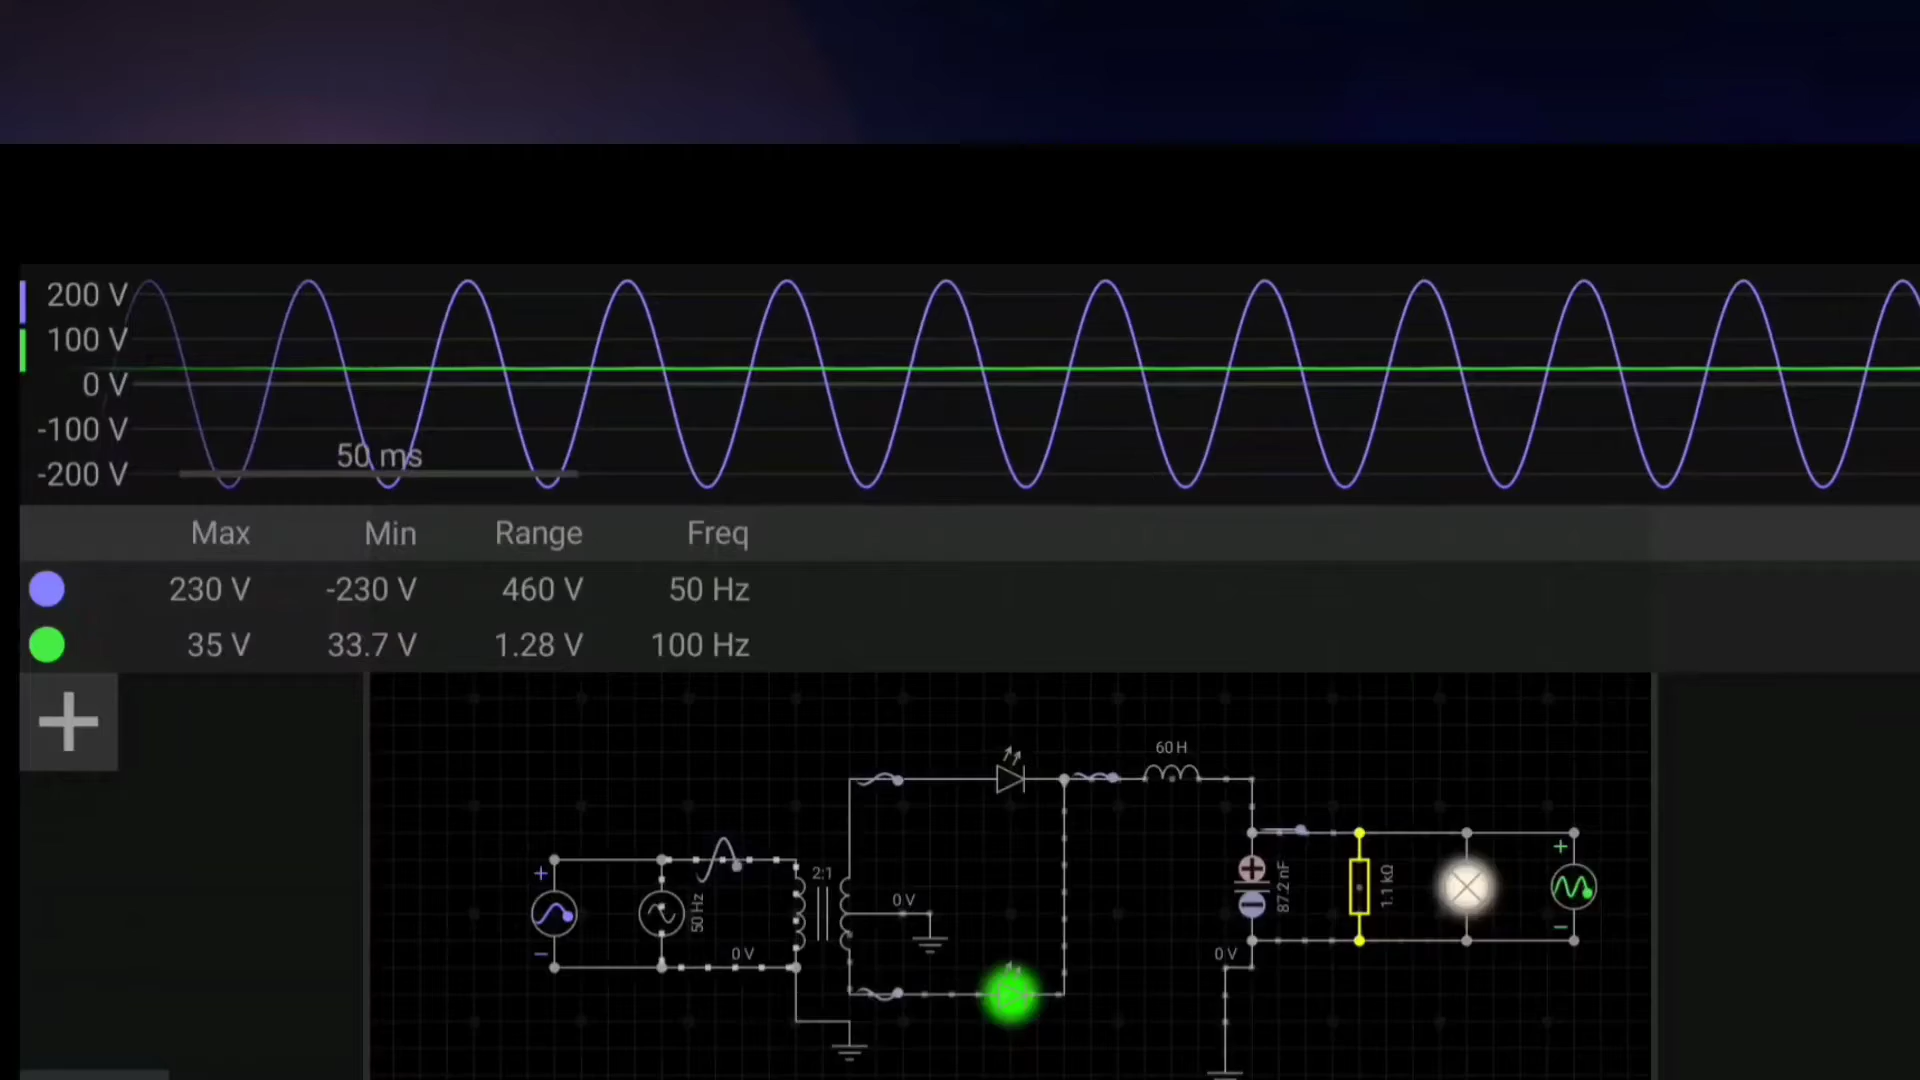 200 V
100 V
0 V
-100 V
50 ms
-200 V
Max Min Range Freq
230 V -230 V 460 V 50 Hz
35 V 33.7 V 1.28 V 100 Hz
+
60 H
+
2:1
87.2 nF
1.1 kΩ
+
50 Hz
0 V
−
0 V
0 V
−